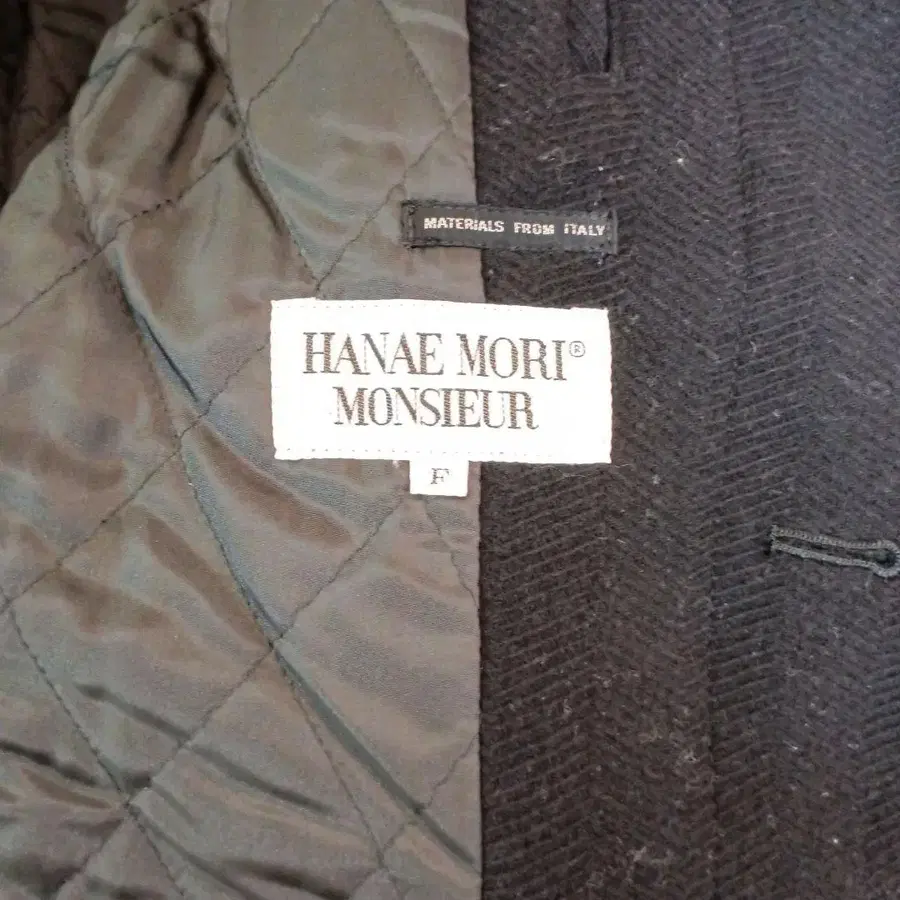 MATERIALS FROM ITALY
HANAE MORI®
MONSIEUR
F